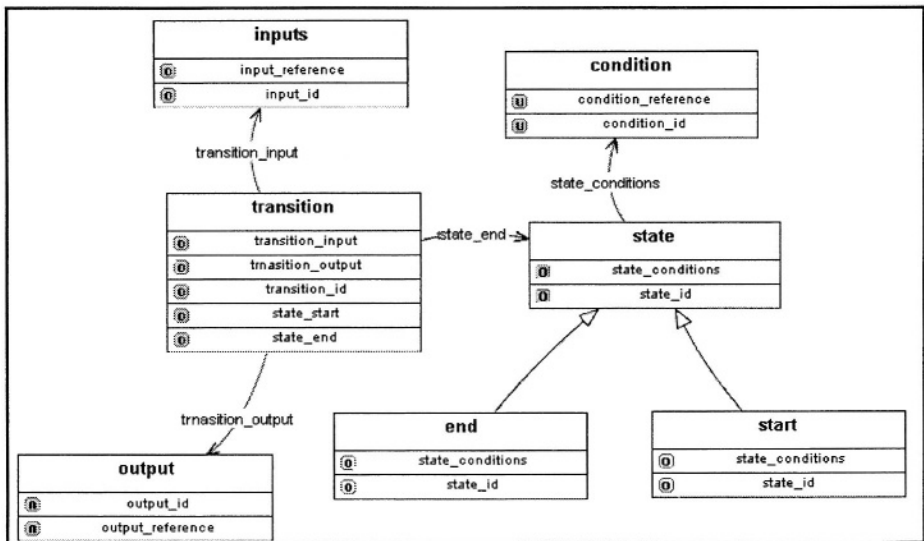 inputs
input_reference
input_id
condition
condition_reference
condition_id
transition_input
state_conditions
transition
transition_input
trnasition_output
transition_id
state_start
state_end
state_end
state
state_conditions
state_id
trnasition_output
end
state_conditions
state_id
start
state_conditions
state_id
output
output_id
output_reference